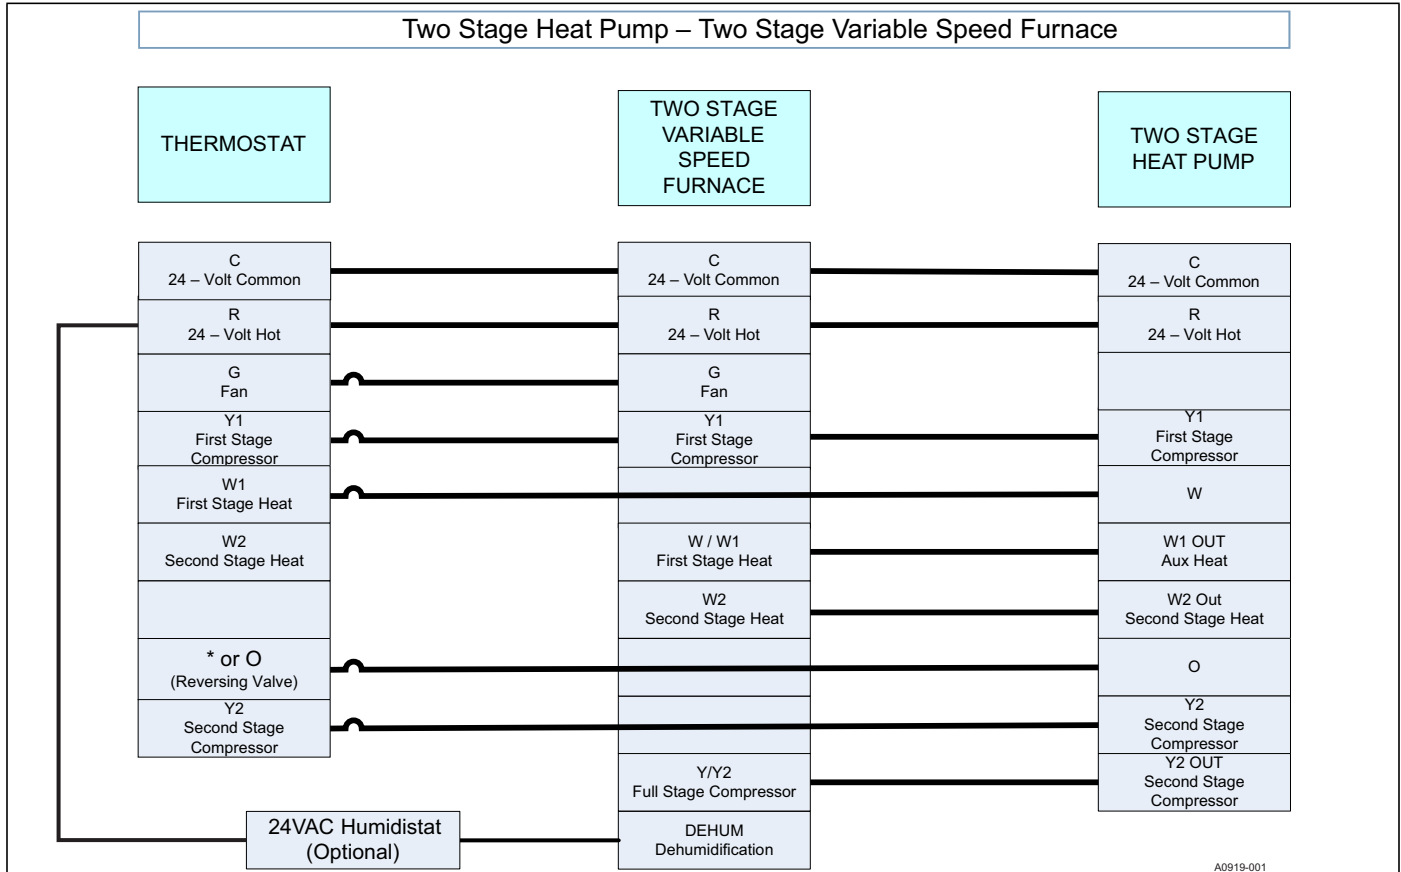 Two Stage Heat Pump – Two Stage Variable Speed Furnace
THERMOSTAT
TWO STAGE
VARIABLE
SPEED
FURNACE
TWO STAGE
HEAT PUMP
C
24 – Volt Common
C
24 – Volt Common
C
24 – Volt Common
R
24 – Volt Hot
R
24 – Volt Hot
R
24 – Volt Hot
G
Fan
G
Fan
Y1
First Stage
Compressor
Y1
First Stage
Compressor
Y1
First Stage
Compressor
W1
First Stage Heat
W
W2
Second Stage Heat
W / W1
First Stage Heat
W1 OUT
Aux Heat
W2
Second Stage Heat
W2 Out
Second Stage Heat
* or O
(Reversing Valve)
O
Y2
Second Stage
Compressor
Y2
Second Stage
Compressor
Y/Y2
Full Stage Compressor
Y2 OUT
Second Stage
Compressor
24VAC Humidistat
(Optional)
DEHUM
Dehumidification
A0919-001